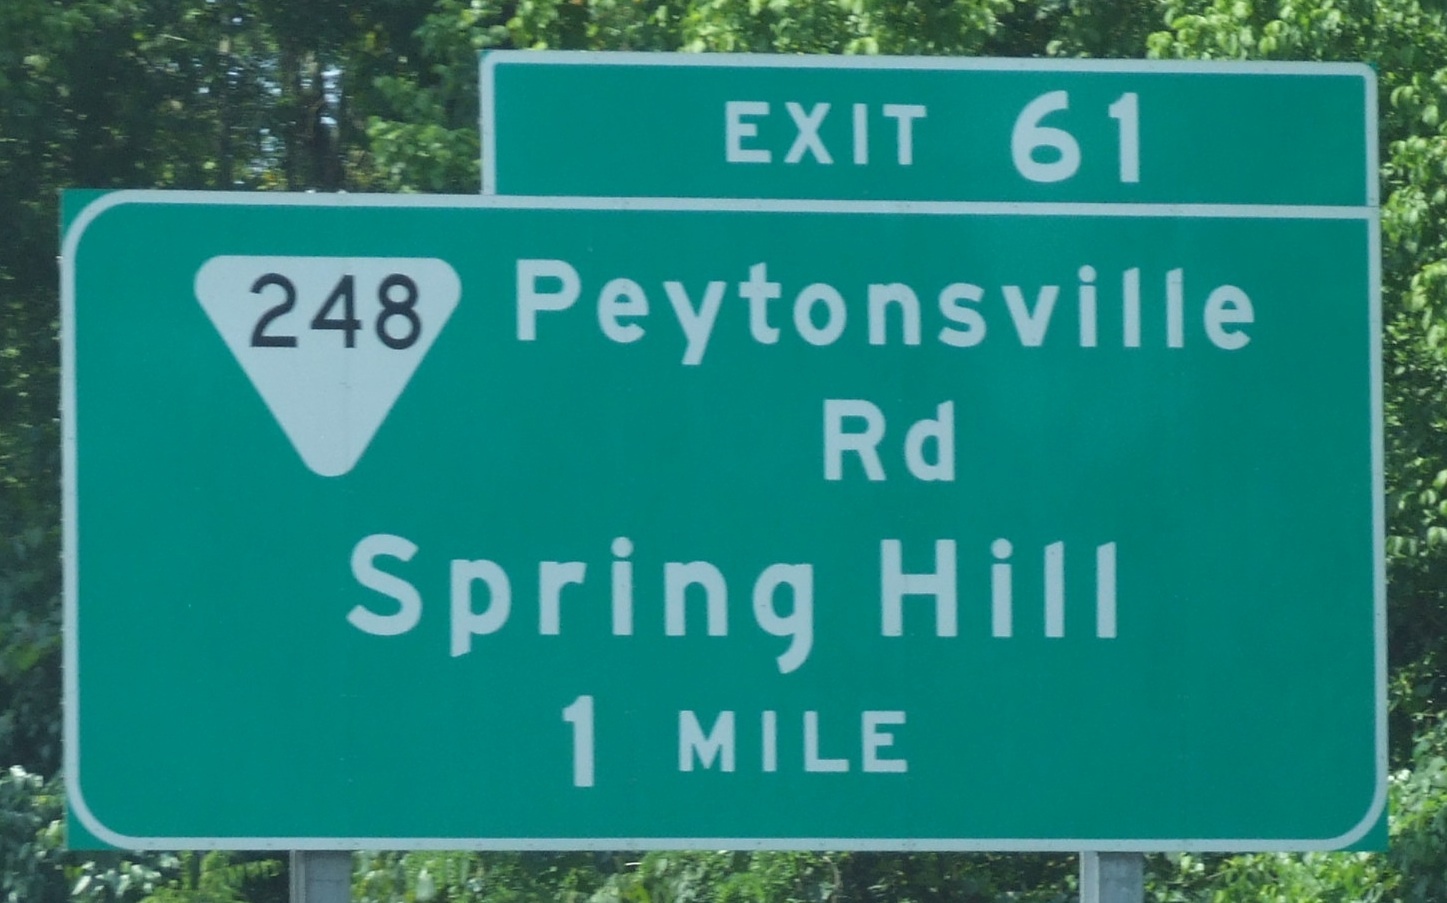 EXIT 61
248 Peytonsville
Rd
Spring Hill
1 MILE